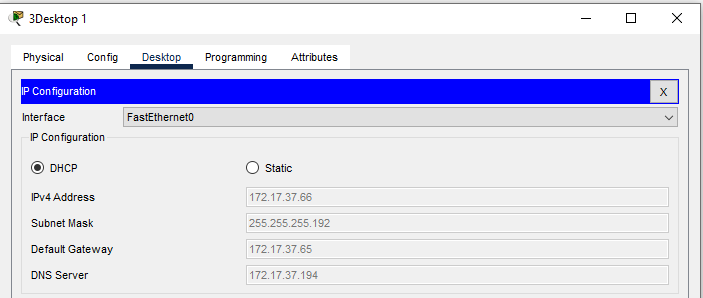 3Desktop 1
Physical Config Desktop Programming Attributes
IP Configuration X
Interface FastEthernet0
IP Configuration
DHCP Static
IPv4 Address 172.17.37.66
Subnet Mask 255.255.255.192
Default Gateway 172.17.37.65
DNS Server 172.17.37.194